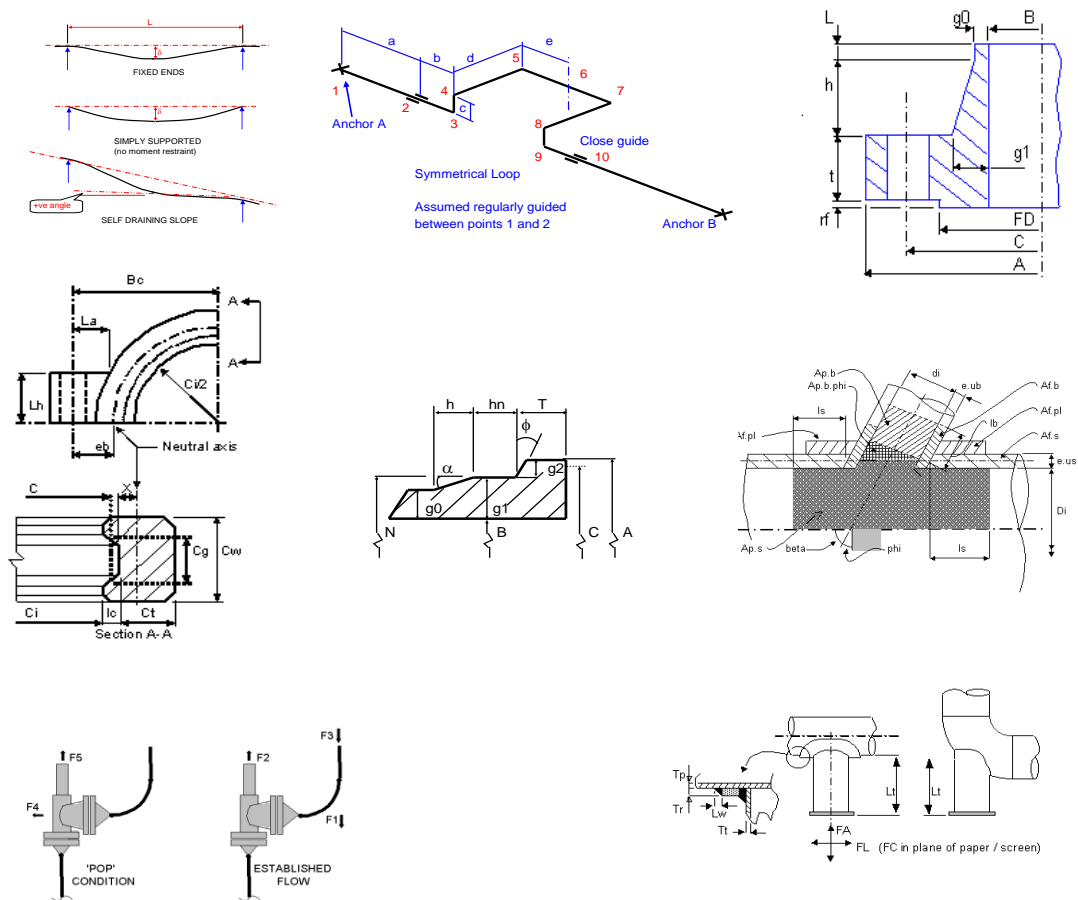 L
δ
FIXED ENDS
δ
SIMPLY SUPPORTED
(no moment restraint)
+ve angle
SELF DRAINING SLOPE
a
b
d
e
5
6
7
1
4
2
c
3
8
Anchor A
Close guide
9
10
Symmetrical Loop
Assumed regularly guided
between points 1 and 2
Anchor B
L
g0
B
h
g1
t
rf
FD
C
A
Bc
A
La
A
Ci/2
Lh
eb
Neutral axis
C
X
Cg
Cw
Ci
lc
Ct
Section A-A
h
hn
T
ϕ
α
g2
g0
g1
N
B
C
A
Ap.b
Ap.b.phi
di
e.ub
Af.b
Af.pl
ls
lb
Af.pl
Af.s
e.us
Di
Ap.s
beta
phi
ls
F5
F4
'POP'
CONDITION
F2
F3
F1
ESTABLISHED
FLOW
Tp
Tr
Lw
Tt
Lt
Lt
FA
FL (FC in plane of paper / screen)